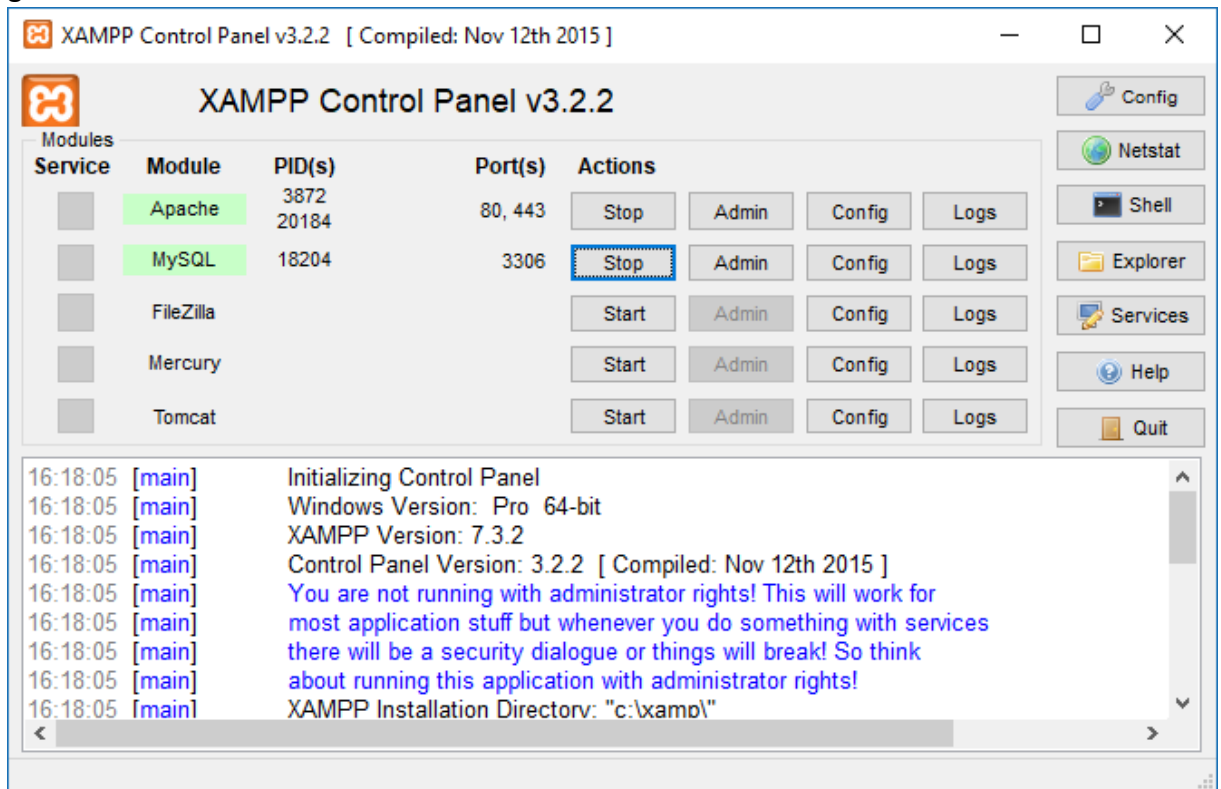 XAMPP Control Panel v3.2.2 [ Compiled: Nov 12th 2015 ]
XAMPP Control Panel v3.2.2
Config
Modules
Service Module PID(s) Port(s) Actions
Netstat
Apache 3872 20184 80, 443 Stop Admin Config Logs
Shell
MySQL 18204 3306 Stop Admin Config Logs
Explorer
FileZilla Start Admin Config Logs
Services
Mercury Start Admin Config Logs
Help
Tomcat Start Admin Config Logs
Quit
16:18:05 [main] Initializing Control Panel
16:18:05 [main] Windows Version: Pro 64-bit
16:18:05 [main] XAMPP Version: 7.3.2
16:18:05 [main] Control Panel Version: 3.2.2 [ Compiled: Nov 12th 2015 ]
16:18:05 [main] You are not running with administrator rights! This will work for
16:18:05 [main] most application stuff but whenever you do something with services
16:18:05 [main] there will be a security dialogue or things will break! So think
16:18:05 [main] about running this application with administrator rights!
16:18:05 [main] XAMPP Installation Directory: "c:\xamp\"